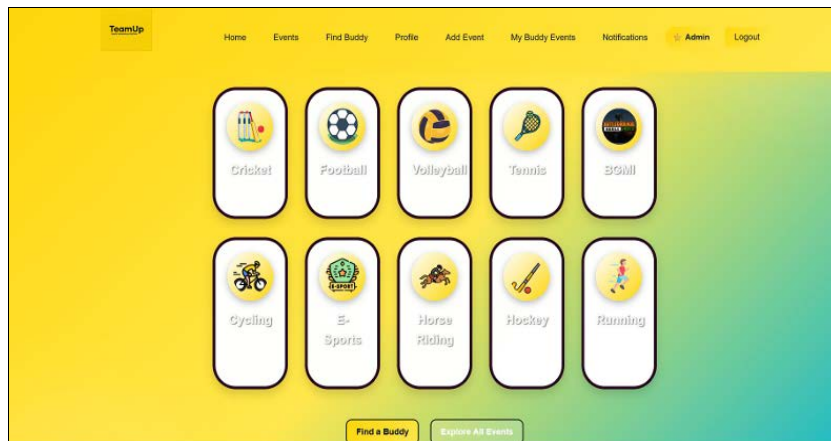 TeamUp
Home Events Find Buddy Profile Add Event My Buddy Events Notifications Admin Logout
Cricket Football Volleyball Tennis BGMI
Cycling E-Sports Horse Riding Hockey Running
E-SPORT
Find a Buddy Explore All Events